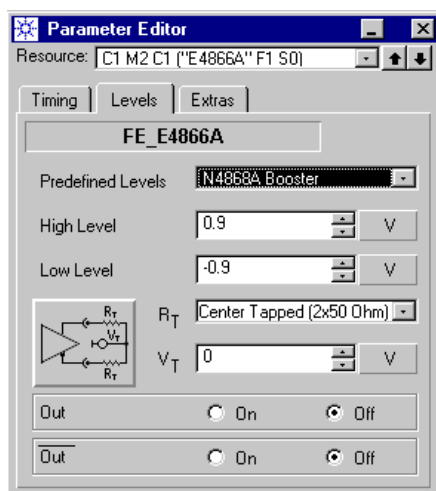 Parameter Editor
Resource: C1 M2 C1 ("E4866A" F1 S0)
Timing Levels Extras
FE_E4866A
Predefined Levels N4868A Booster
High Level 0.9 V
Low Level -0.9 V
RT VT RT
RT Center Tapped (2x50 Ohm)
VT 0 V
Out On Off
Out On Off